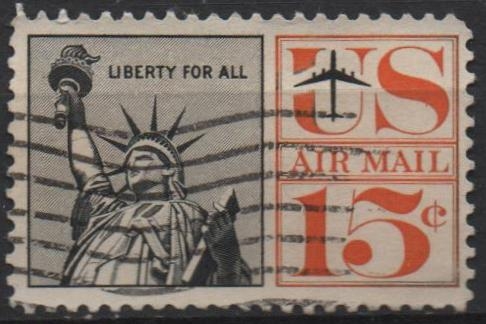 LIBERTY FOR ALL
US
AIR MAIL
15¢